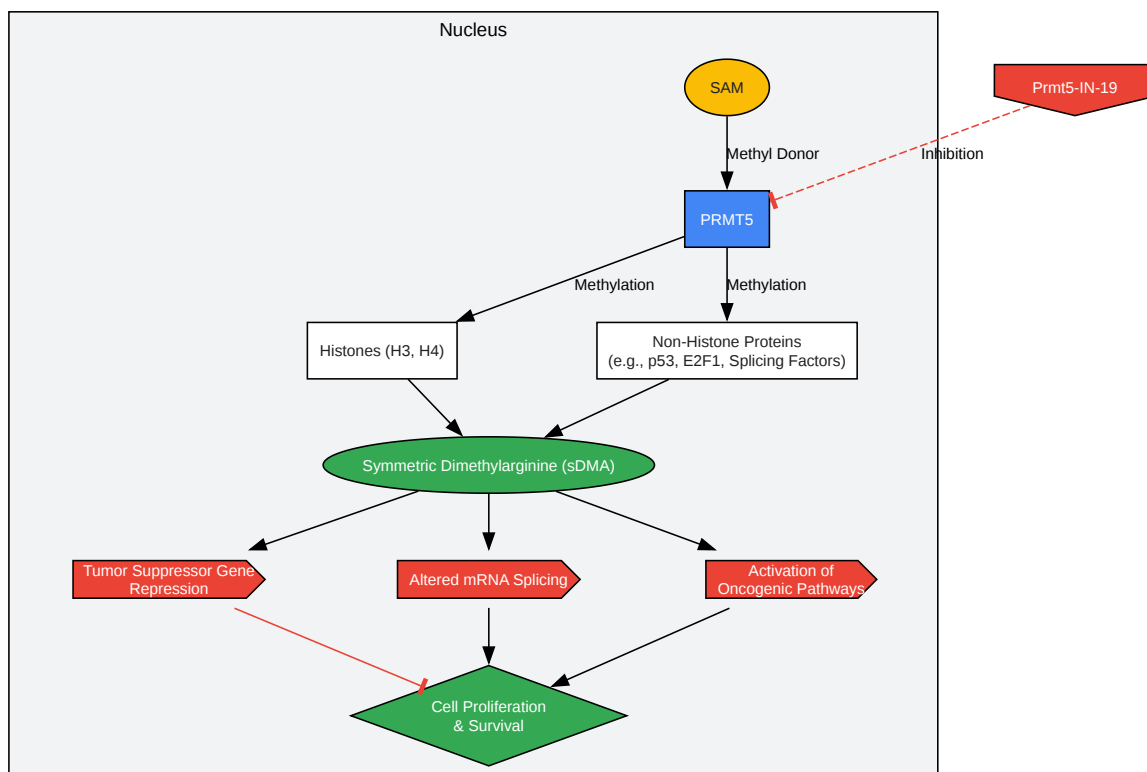 Nucleus
SAM
Prmt5-IN-19
Methyl Donor
Inhibition
PRMT5
Methylation
Methylation
Histones (H3, H4)
Non-Histone Proteins
(e.g., p53, E2F1, Splicing Factors)
Symmetric Dimethylarginine (sDMA)
Tumor Suppressor Gene
Repression
Altered mRNA Splicing
Activation of
Oncogenic Pathways
Cell Proliferation
& Survival